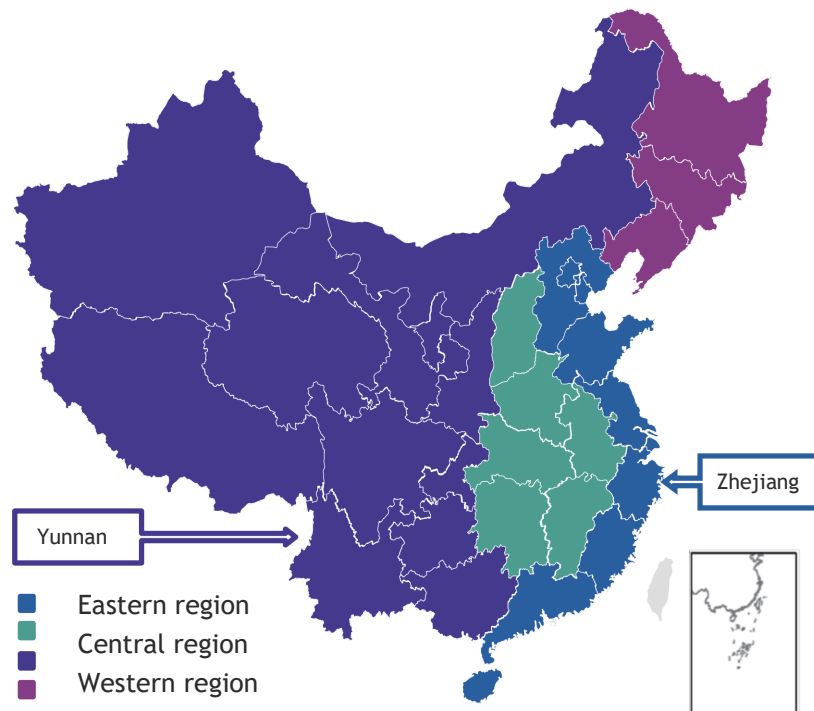 Zhejiang
Yunnan
Eastern region
Central region
Western region